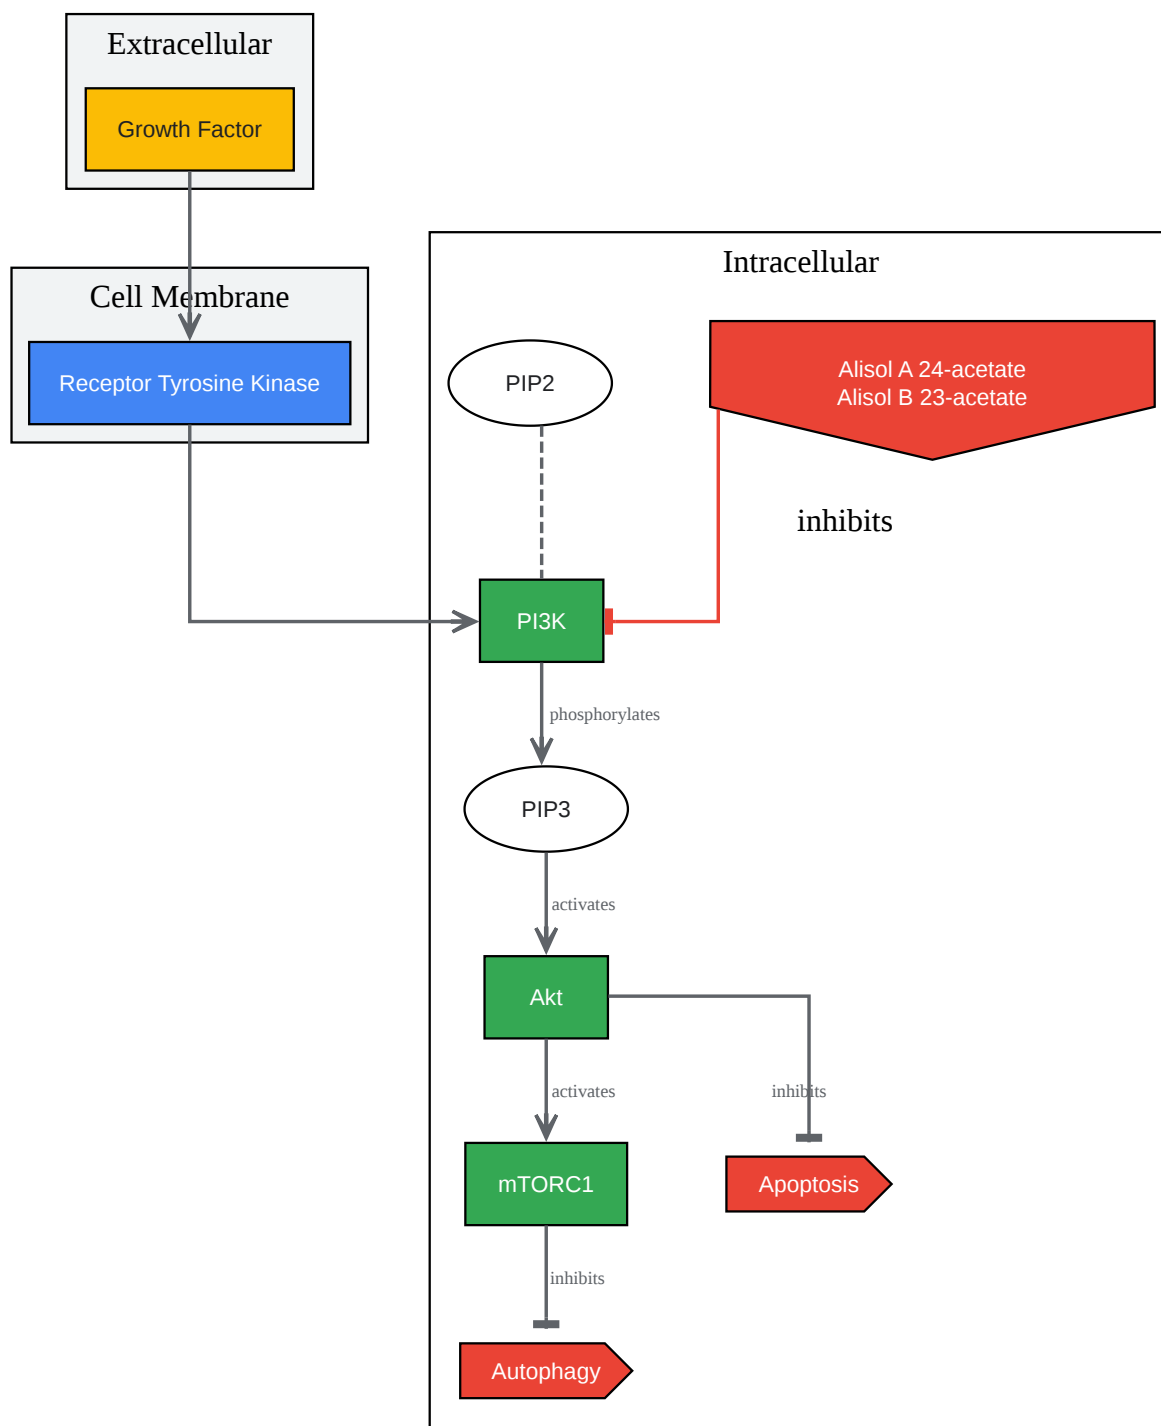 Extracellular
Growth Factor
Cell Membrane
Receptor Tyrosine Kinase
Intracellular
PIP2
Alisol A 24-acetate
Alisol B 23-acetate
inhibits
PI3K
phosphorylates
PIP3
activates
Akt
activates
inhibits
mTORC1
Apoptosis
inhibits
Autophagy